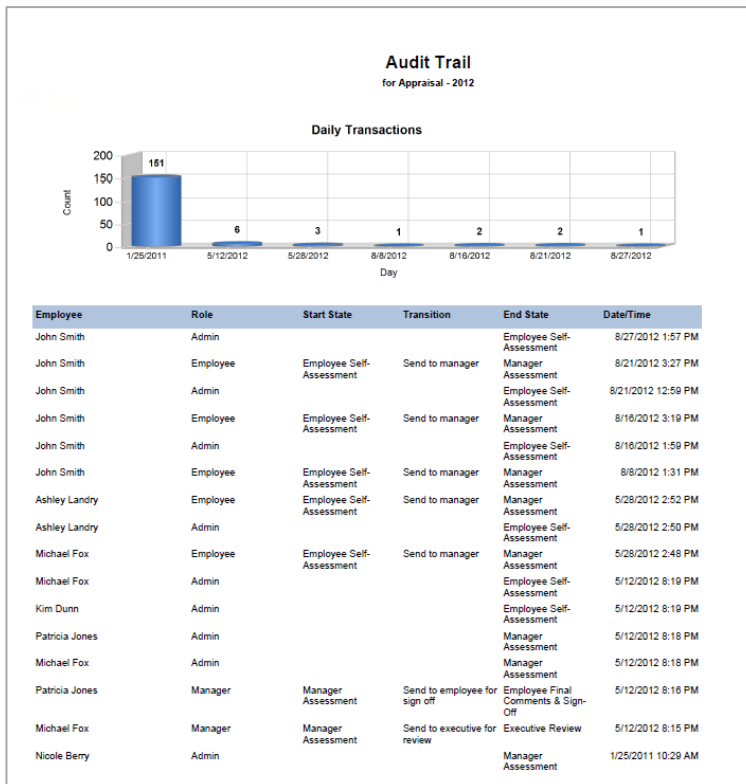 Audit Trail
for Appraisal - 2012
Daily Transactions
200
150
100
50
0
Count
151
6
3
1
2
2
1
1/25/2011 5/12/2012 5/28/2012 8/8/2012 8/16/2012 8/21/2012 8/27/2012
Day
Employee Role Start State Transition End State Date/Time
John Smith Admin Employee Self- 8/27/2012 1:57 PM
Assessment
John Smith Employee Employee Self- Send to manager Manager 8/21/2012 3:27 PM
Assessment Assessment
John Smith Admin Employee Self- 8/21/2012 12:59 PM
Assessment
John Smith Employee Employee Self- Send to manager Manager 8/16/2012 3:19 PM
Assessment Assessment
John Smith Admin Employee Self- 8/16/2012 1:59 PM
Assessment
John Smith Employee Employee Self- Send to manager Manager 8/8/2012 1:31 PM
Assessment Assessment
Ashley Landry Employee Employee Self- Send to manager Manager 5/28/2012 2:52 PM
Assessment Assessment
Ashley Landry Admin Employee Self- 5/28/2012 2:50 PM
Assessment
Michael Fox Employee Employee Self- Send to manager Manager 5/28/2012 2:48 PM
Assessment Assessment
Michael Fox Admin Employee Self- 5/12/2012 8:19 PM
Assessment
Kim Dunn Admin Employee Self- 5/12/2012 8:19 PM
Assessment
Patricia Jones Admin Manager 5/12/2012 8:18 PM
Assessment
Michael Fox Admin Manager 5/12/2012 8:18 PM
Assessment
Patricia Jones Manager Manager Send to employee for Employee Final 5/12/2012 8:16 PM
Assessment sign off Comments & Sign-
Off
Michael Fox Manager Manager Send to executive for Executive Review 5/12/2012 8:15 PM
Assessment review
Nicole Berry Admin Manager 1/25/2011 10:29 AM
Assessment